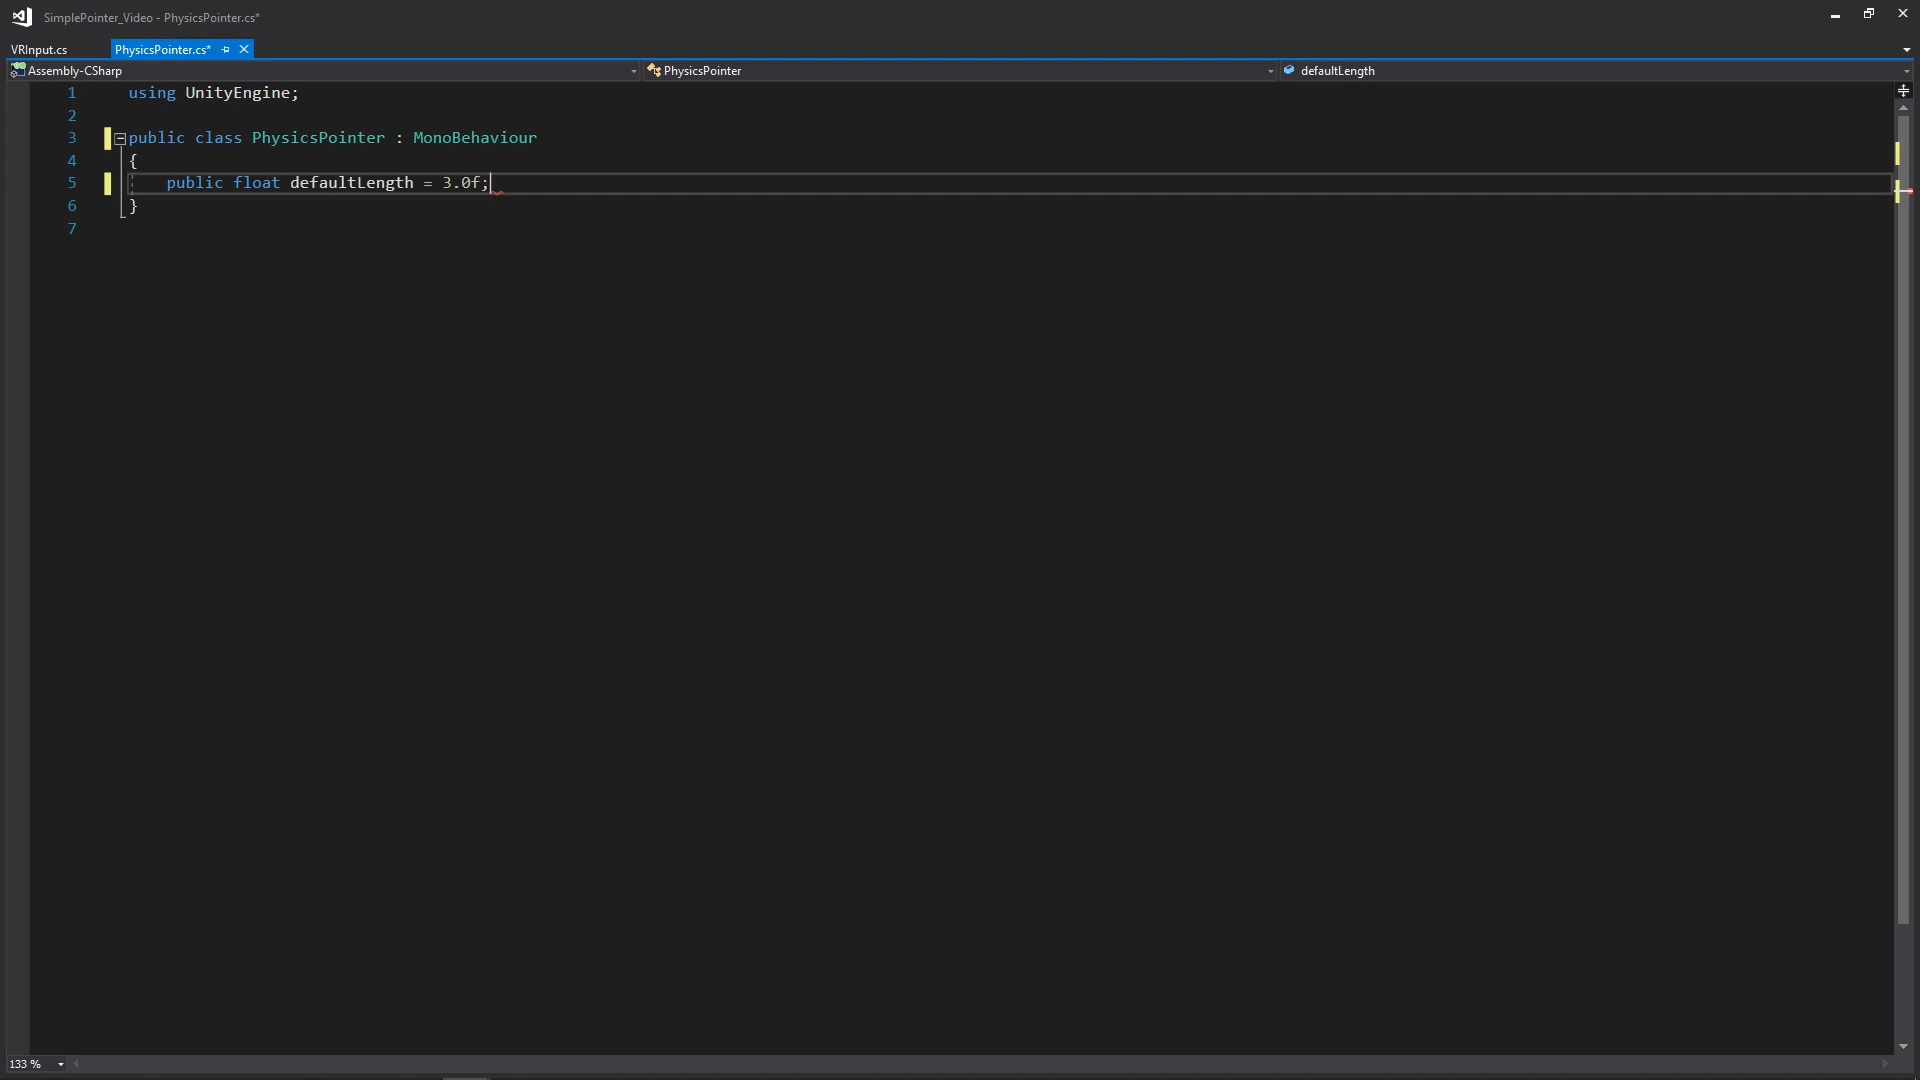 SimplePointer_Video - PhysicsPointer.cs*
VRInput.cs
PhysicsPointer.cs*
Assembly-CSharp
PhysicsPointer
defaultLength
1 using UnityEngine;
2
3 public class PhysicsPointer : MonoBehaviour
4 {
5 public float defaultLength = 3.0f;
6 }
7
133 %